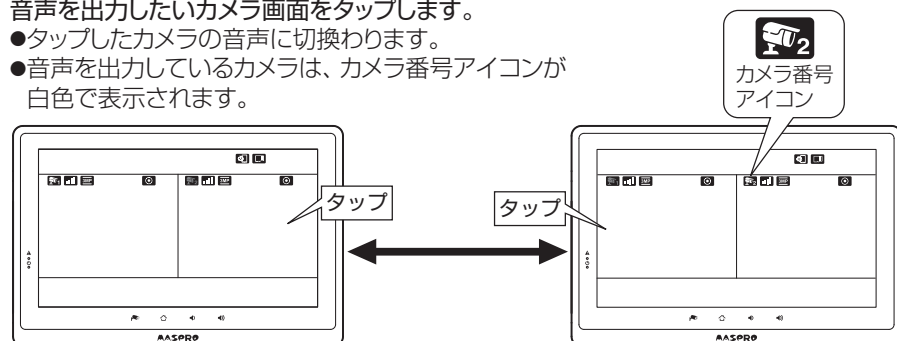 音声を出力したいカメラ画面をタップします。
●タップしたカメラの音声に切換わります。
●音声を出力しているカメラは、カメラ番号アイコンが
白色で表示されます。
2
カメラ番号
アイコン
タップ
タップ
MASPRO
MASPRO